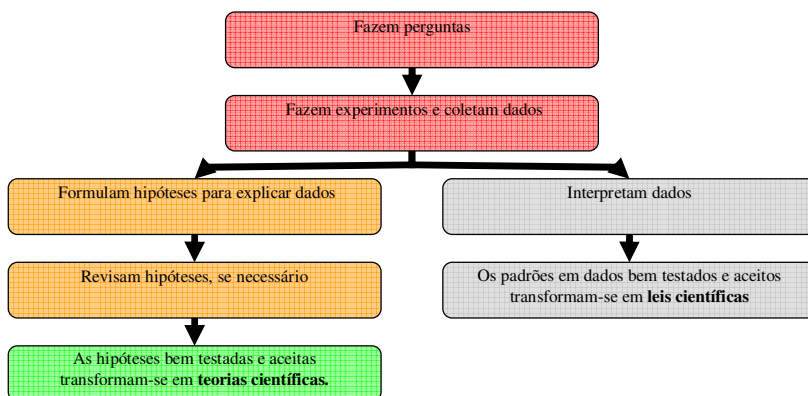 Fazem perguntas
Fazem experimentos e coletam dados
Formulam hipóteses para explicar dados
Interpretam dados
Revisam hipóteses, se necessário
Os padrões em dados bem testados e aceitos
transformam-se em leis científicas
As hipóteses bem testadas e aceitas
transformam-se em teorias científicas.